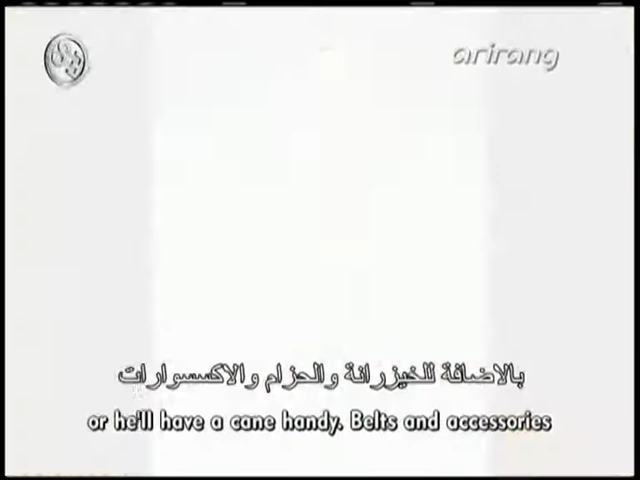 arirang
بالاضافة للخيزرانة والحزام والاكسسوارات
or he'll have a cane handy. Belts and accessories